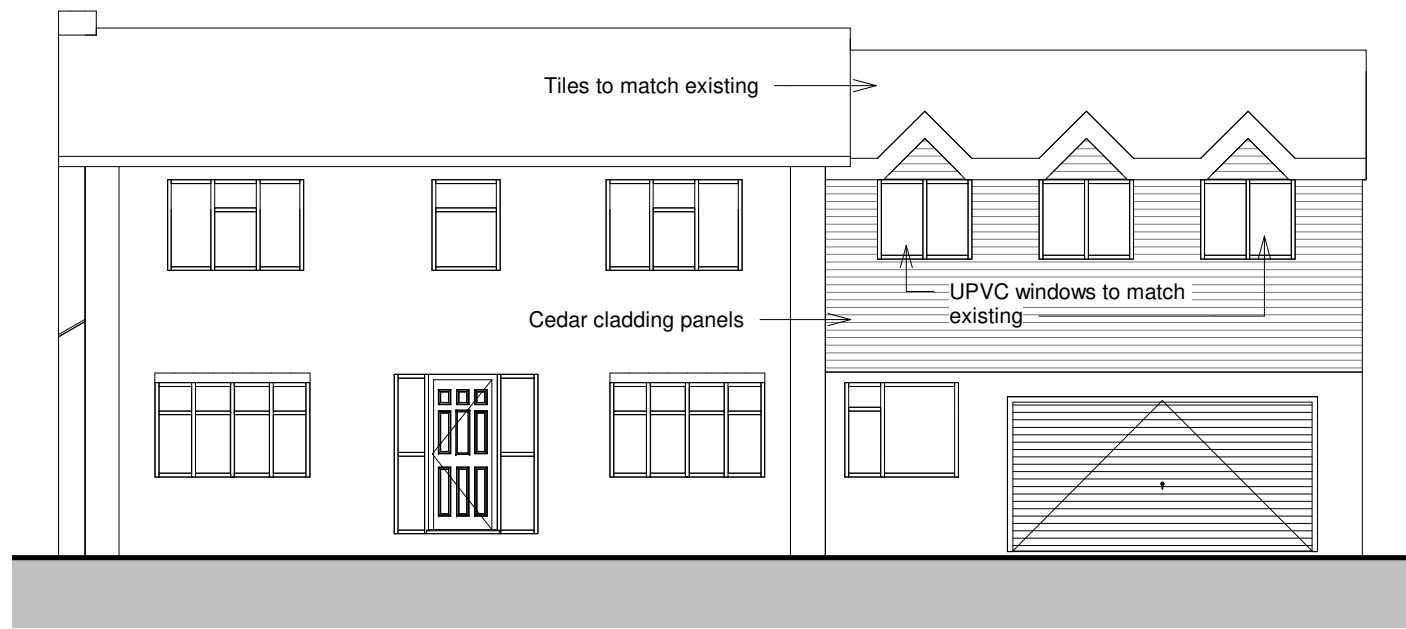 Tiles to match existing
UPVC windows to match
existing
Cedar cladding panels